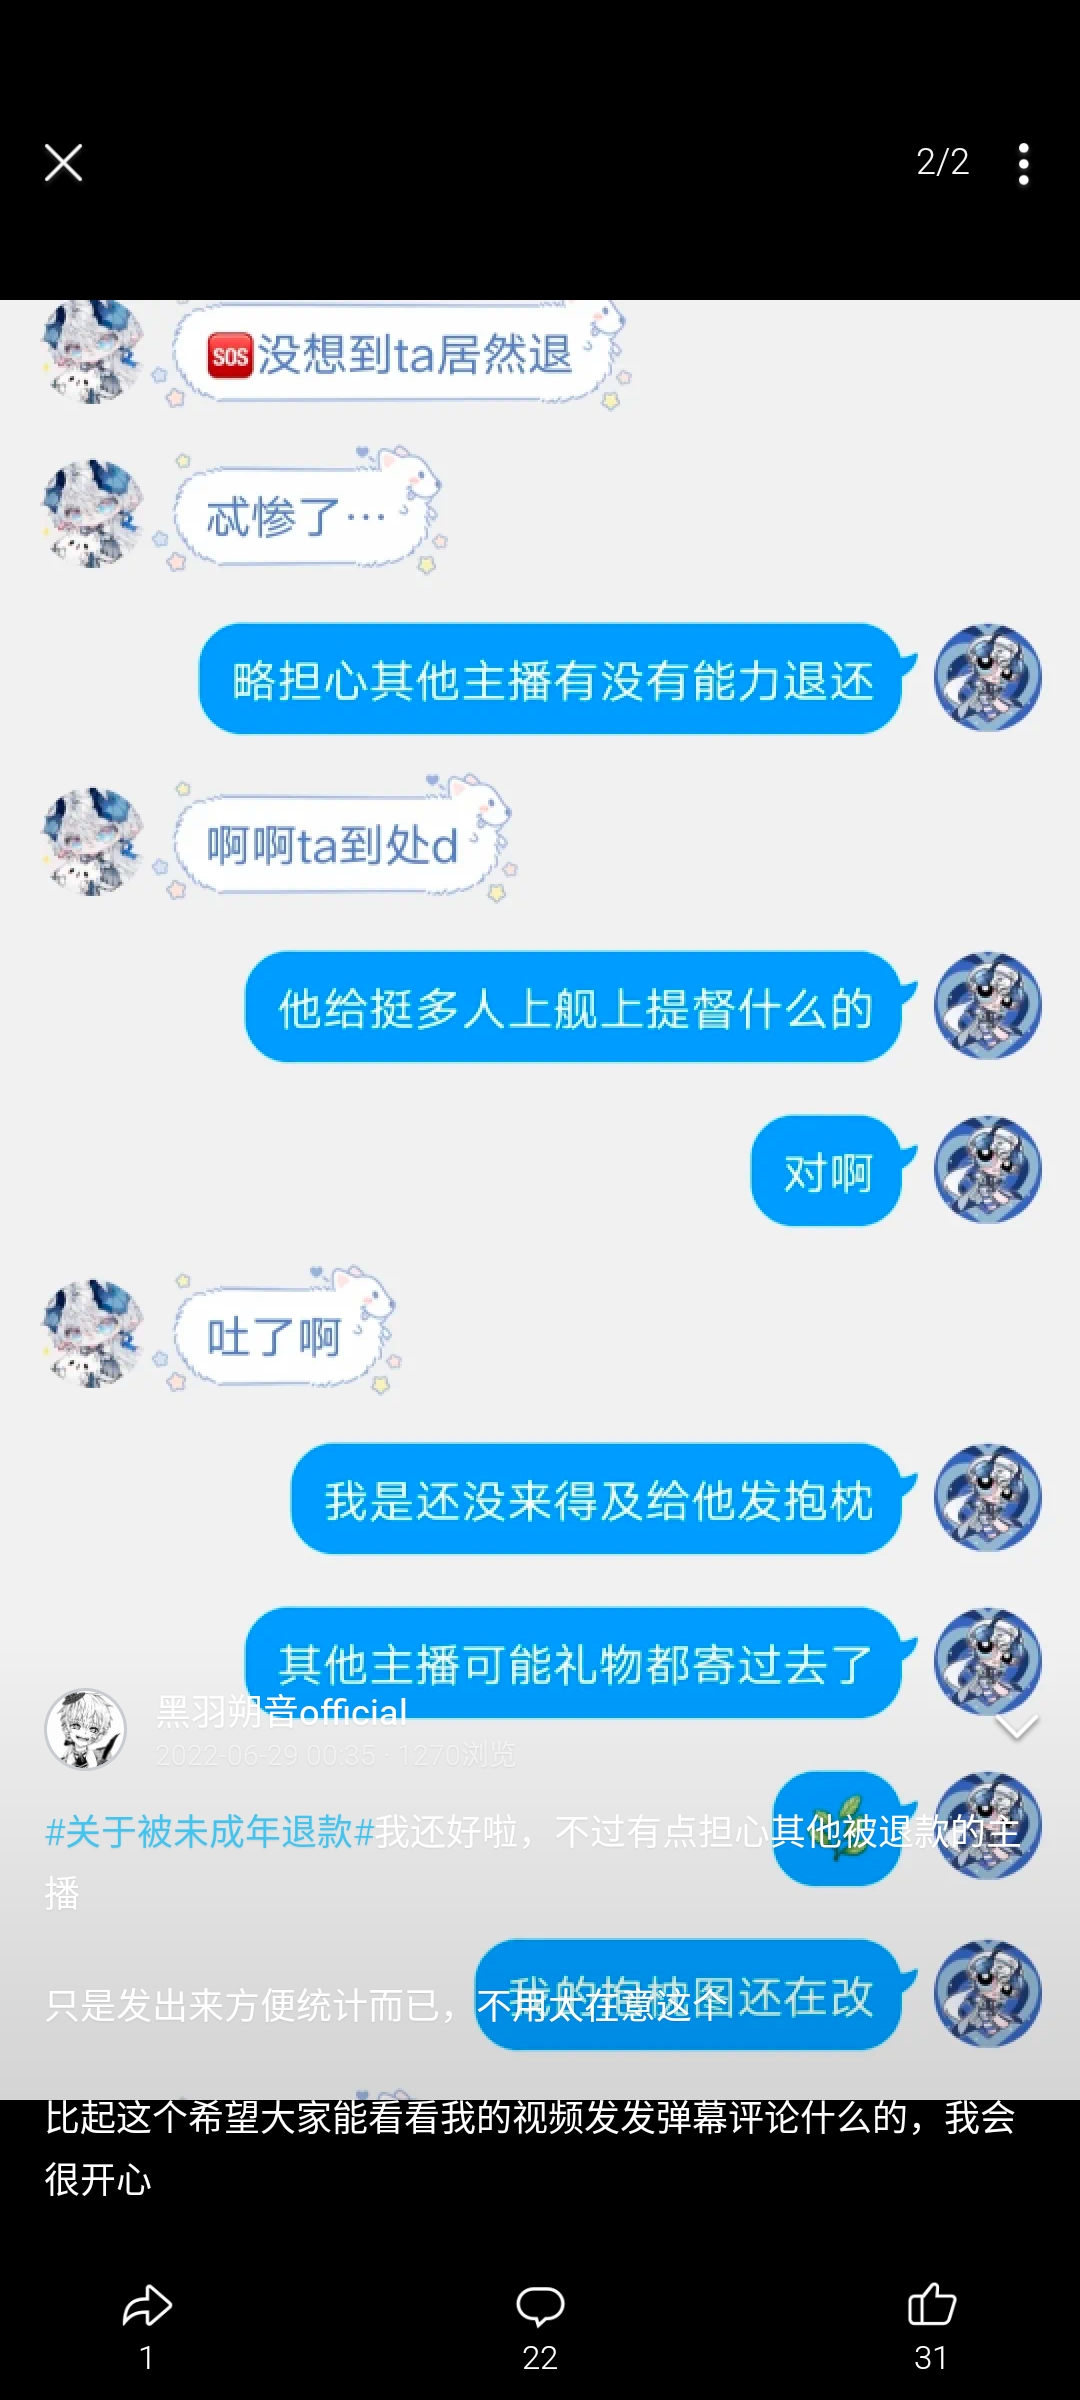 2/2
🆘没想到ta居然退
忒惨了…
略担心其他主播有没有能力退还
啊啊ta到处d
他给挺多人上舰上提督什么的
对啊
吐了啊
我是还没来得及给他发抱枕
其他主播可能礼物都寄过去了
🌿
我的抱枕图还在改
黑羽朔音official
2022-06-29 00:35 · 1270浏览
#关于被未成年退款#我还好啦，不过有点担心其他被退款的主
播
只是发出来方便统计而已，不用太在意这个
比起这个希望大家能看看我的视频发发弹幕评论什么的，我会
很开心
1
22
31